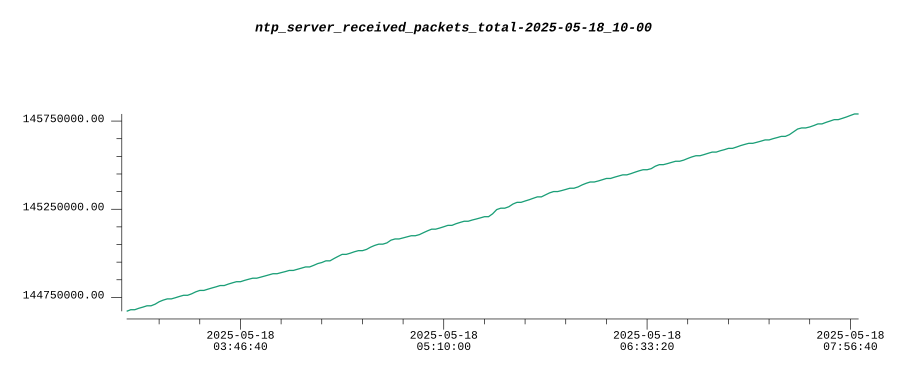 ntp_server_received_packets_total-2025-05-18_10-00
145750000.00
145250000.00
144750000.00
2025-05-18 2025-05-18 2025-05-18 2025-05-18
03:46:40 05:10:00 06:33:20 07:56:40